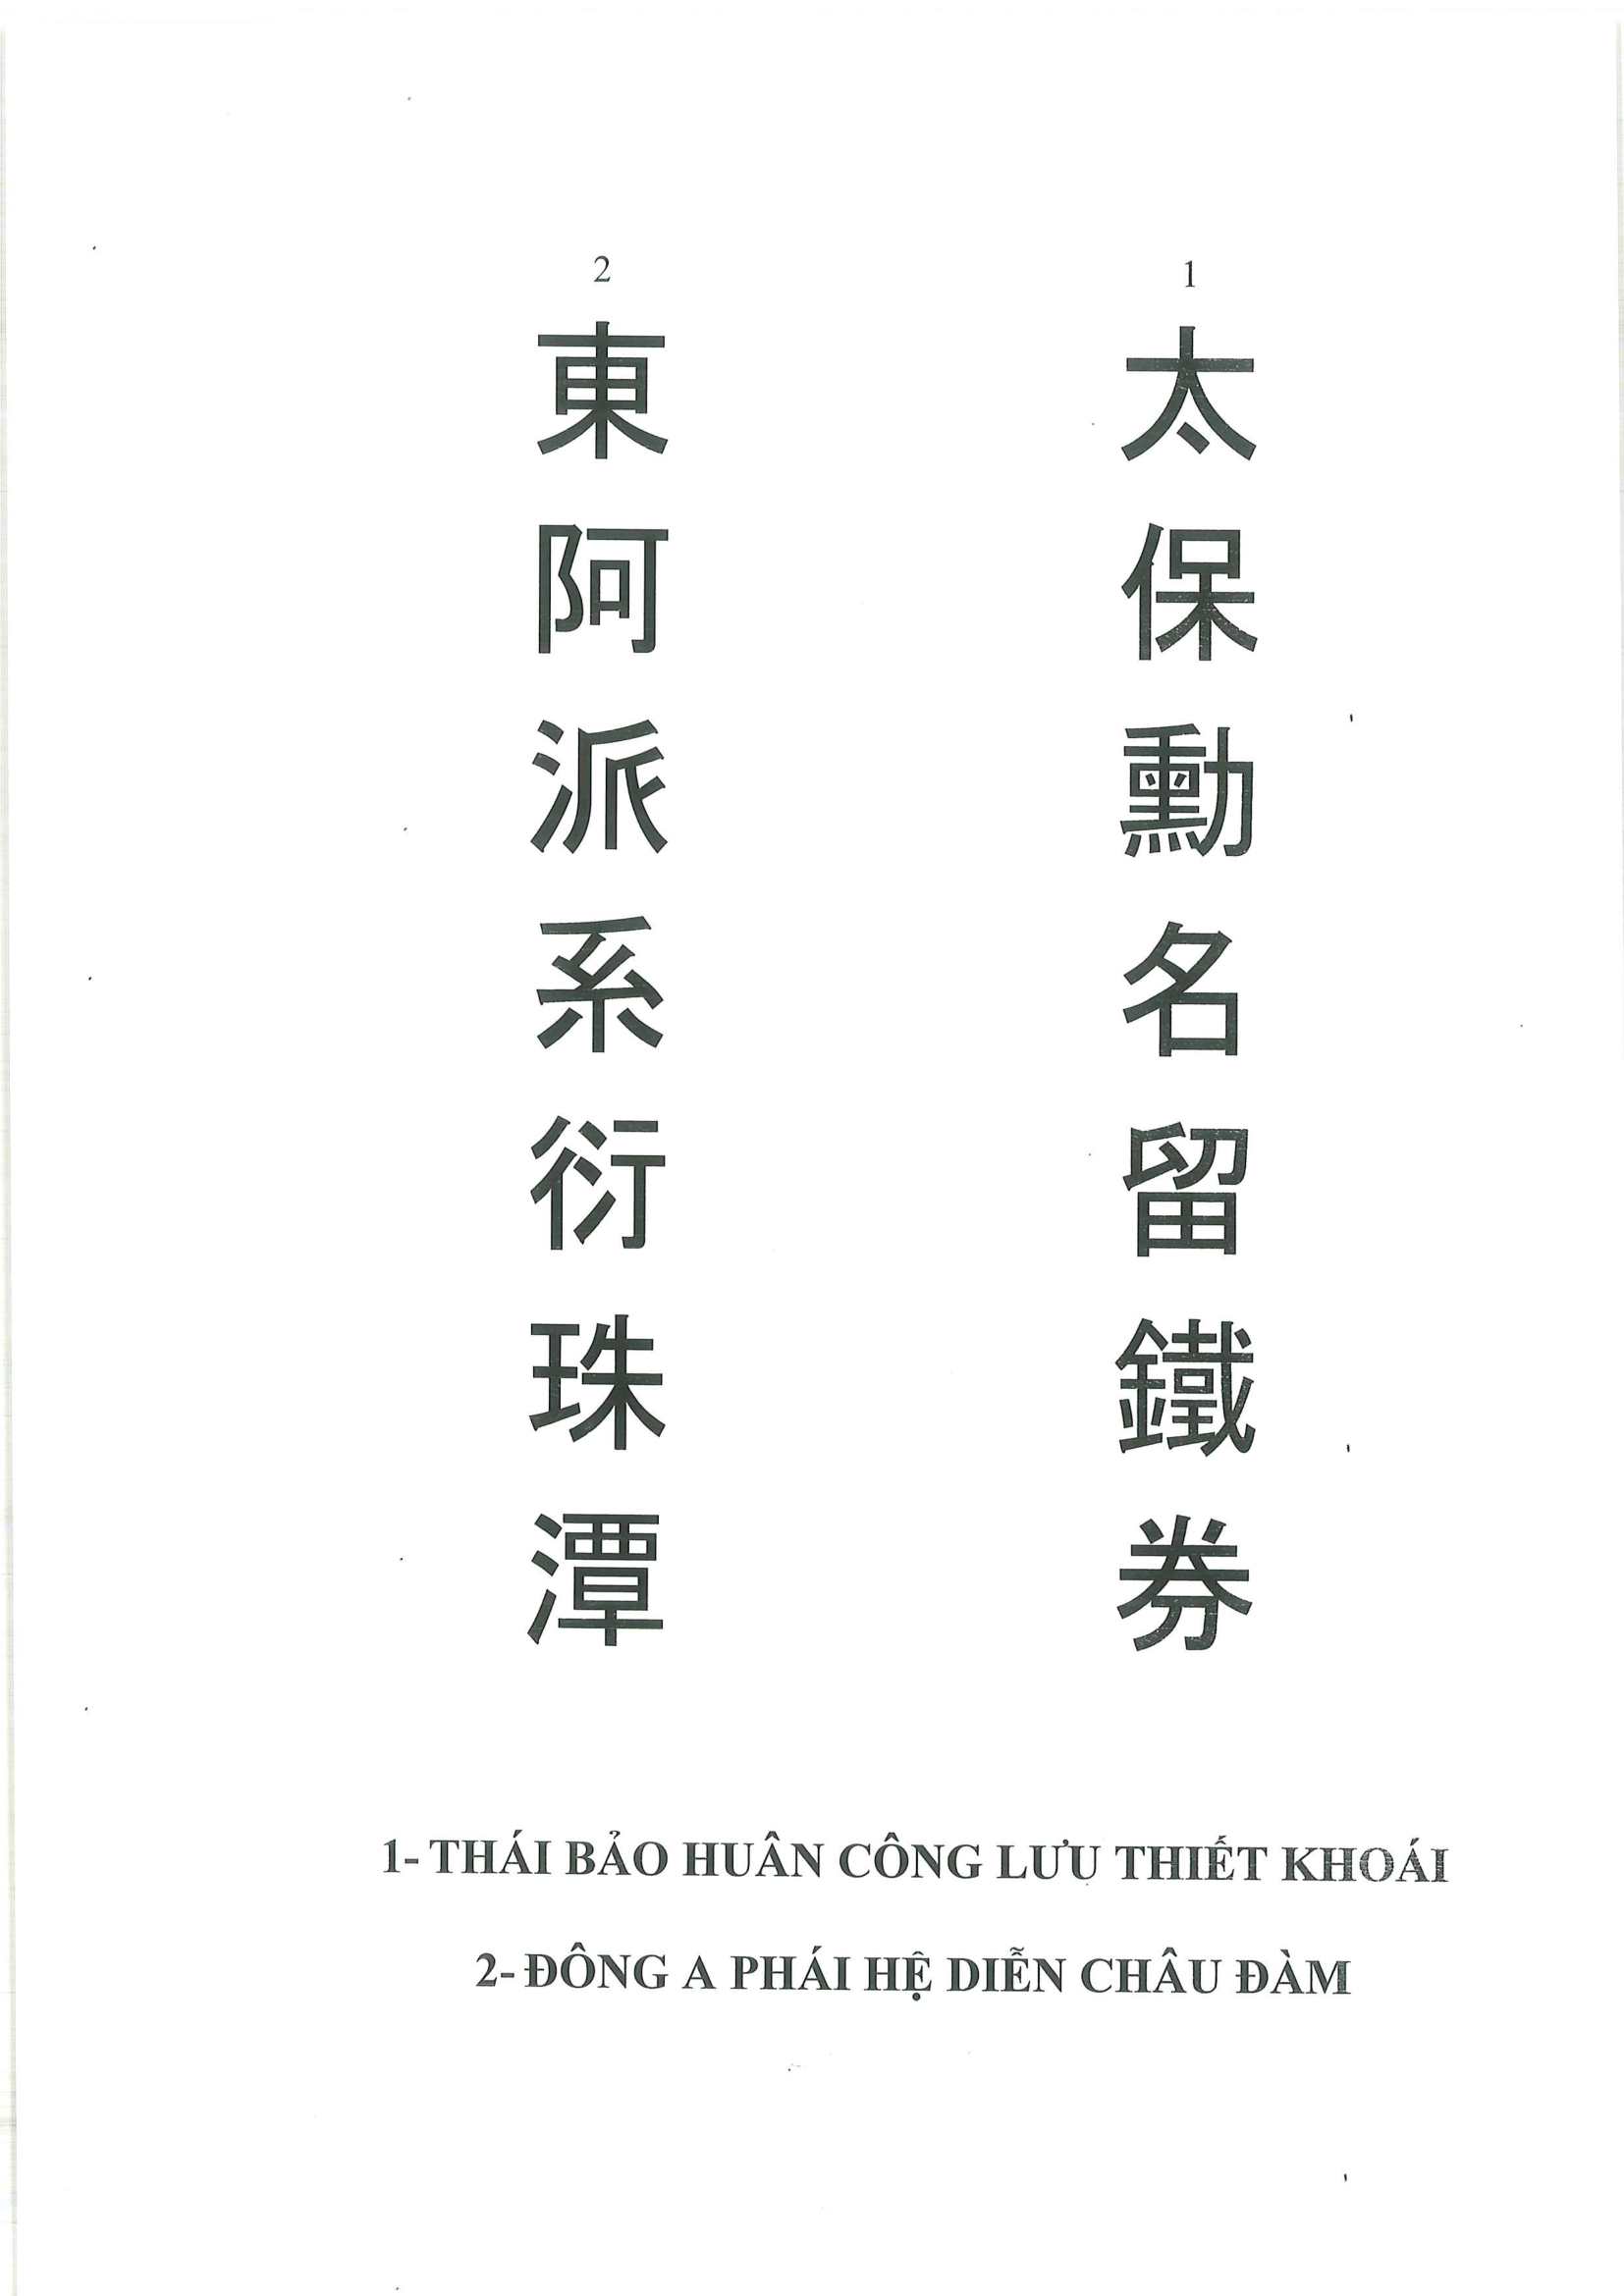 1
太保勳名留鐵券
2
東阿派系衍珠潭
1- THÁI BẢO HUÂN CÔNG LƯU THIẾT KHOÁI
2- ĐÔNG A PHÁI HỆ DIỄN CHÂU ĐÀM